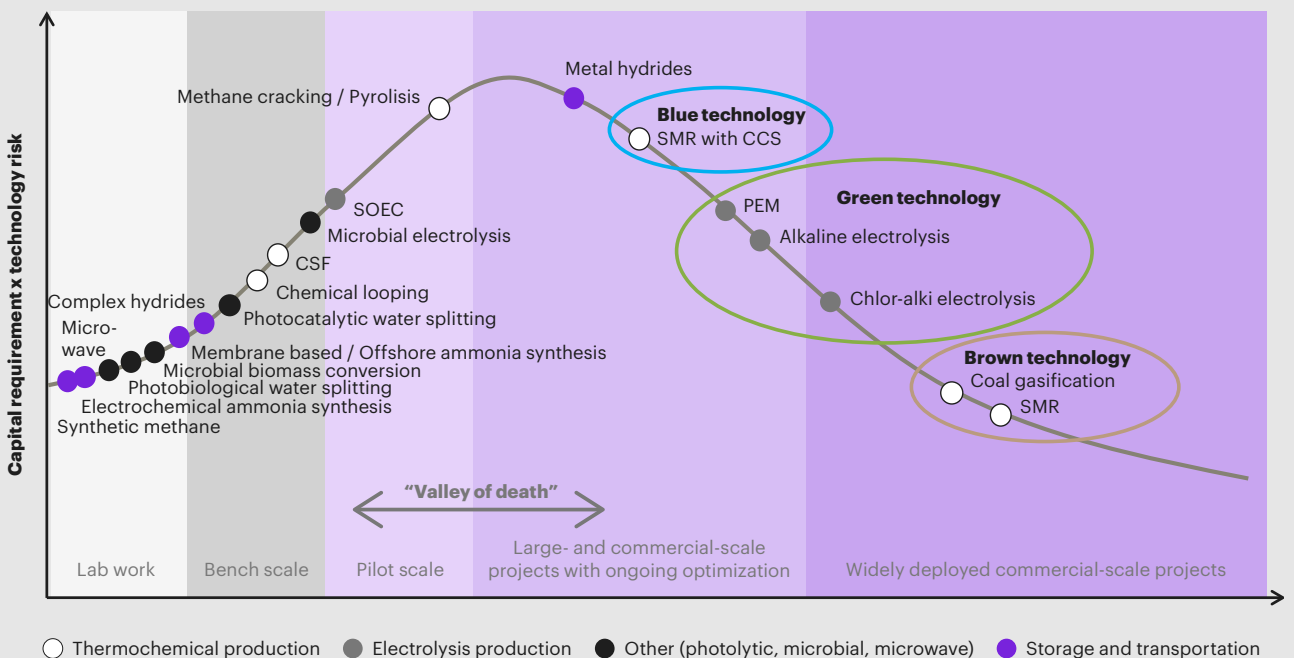 Capital requirement x technology risk
Metal hydrides
Methane cracking / Pyrolisis
Blue technology
SMR with CCS
Green technology
SOEC
PEM
Microbial electrolysis
Alkaline electrolysis
CSF
Chemical looping
Complex hydrides
Chlor-alki electrolysis
Photocatalytic water splitting
Micro-
wave
Membrane based / Offshore ammonia synthesis
Brown technology
Microbial biomass conversion
Coal gasification
Photobiological water splitting
Electrochemical ammonia synthesis
SMR
Synthetic methane
“Valley of death”
Lab work
Bench scale
Pilot scale
Large- and commercial-scale
projects with ongoing optimization
Widely deployed commercial-scale projects
Thermochemical production
Electrolysis production
Other (photolytic, microbial, microwave)
Storage and transportation